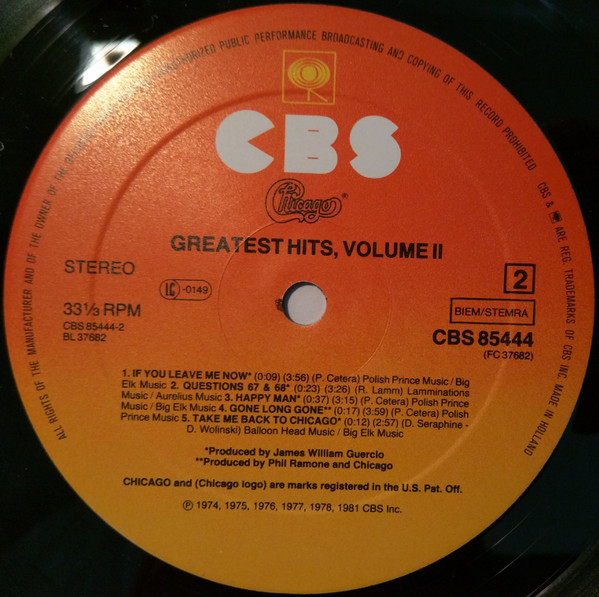 ALL RIGHTS OF THE MANUFACTURER AND OF THE OWNER OF THE UNAUTHORIZED PUBLIC PERFORMANCE BROADCASTING AND COPYING OF THIS RECORD PROHIBITED
CBS & ARE REG. TRADEMARKS OF CBS INC. MADE IN HOLLAND
CBS
Chicago®
GREATEST HITS, VOLUME II
STEREO
LC-0149
2
33⅓ RPM
BIEM/STEMRA
CBS 85444-2
CBS 85444
BL 37682
(FC 37682)
1. IF YOU LEAVE ME NOW* (0:09) (3:56) (P. Cetera) Polish Prince Music / Big
Elk Music 2. QUESTIONS 67 & 68* (0:23) (3:26) (R. Lamm) Lamminations
Music / Aurelius Music 3. HAPPY MAN* (0:37) (3:15) (P. Cetera) Polish Prince
Music / Big Elk Music 4. GONE LONG GONE** (0:17) (3:59) (P. Cetera) Polish
Prince Music 5. TAKE ME BACK TO CHICAGO* (0:12) (2:57) (D. Seraphine -
D. Wolinski) Balloon Head Music / Big Elk Music
*Produced by James William Guercio
**Produced by Phil Ramone and Chicago
CHICAGO and (Chicago logo) are marks registered in the U.S. Pat. Off.
℗ 1974, 1975, 1976, 1977, 1978, 1981 CBS Inc.